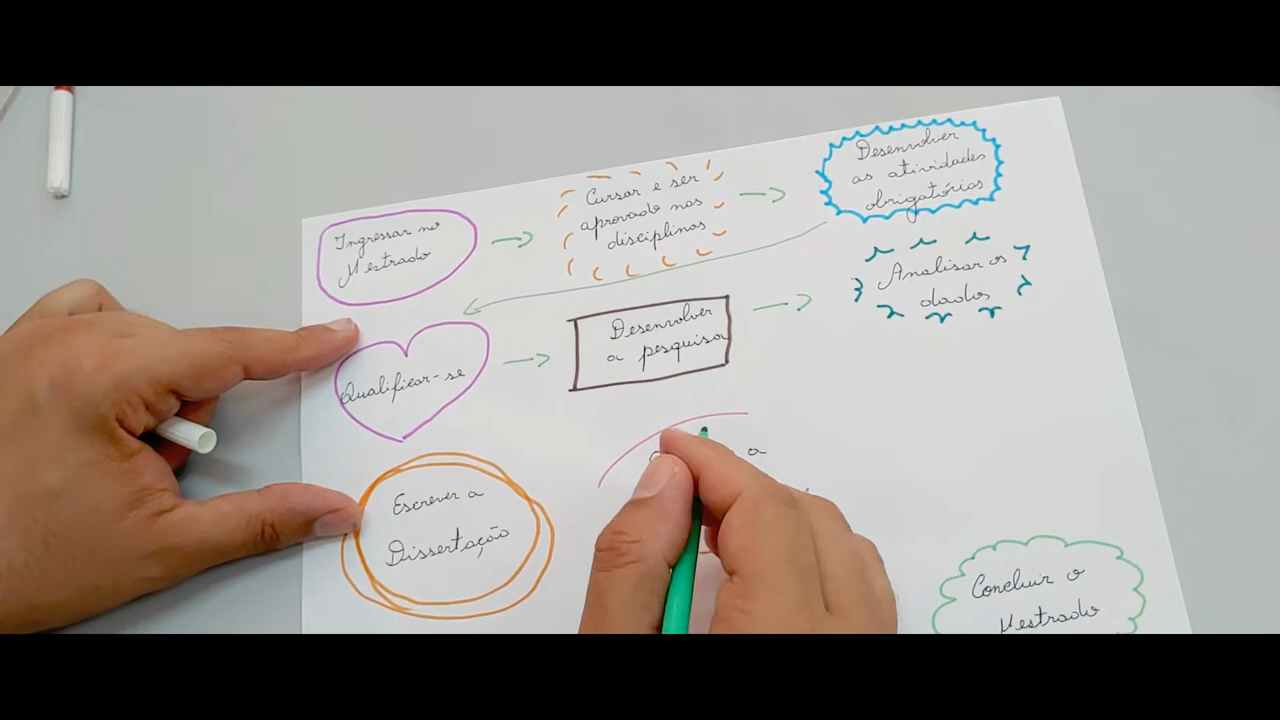 Ingressar no
Mestrado
Cursar e ser
aprovado nas
disciplinas
Desenvolver
as atividades
obrigatórias
Qualificar-se
Desenvolver
a pesquisa
Analisar os
dados
Escrever a
Dissertação
a
Concluir o
Mestrado